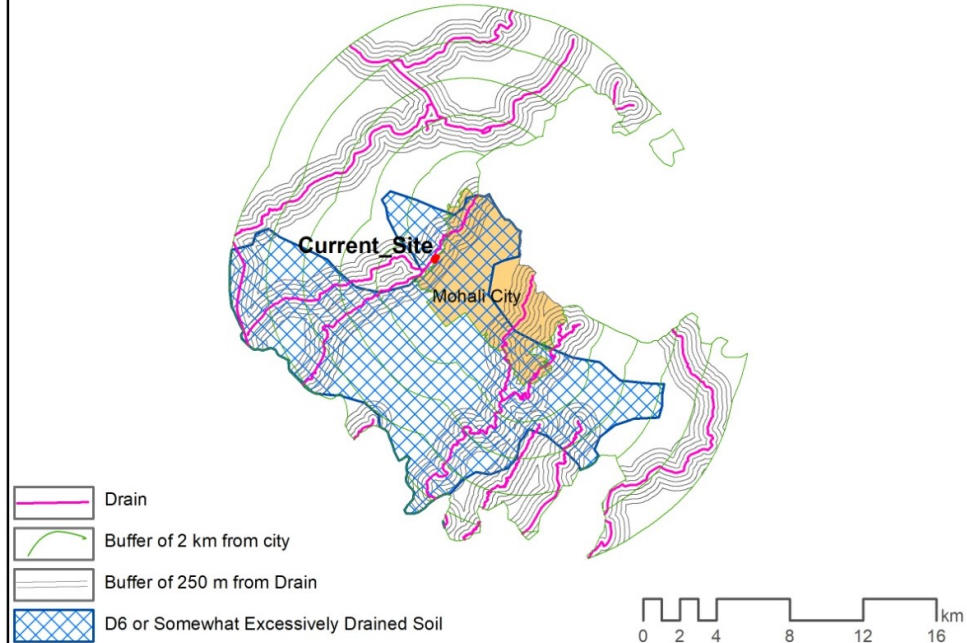 Current_Site
Mohali City
Drain
Buffer of 2 km from city
Buffer of 250 m from Drain
D6 or Somewhat Excessively Drained Soil
km
0 2 4 8 12 16